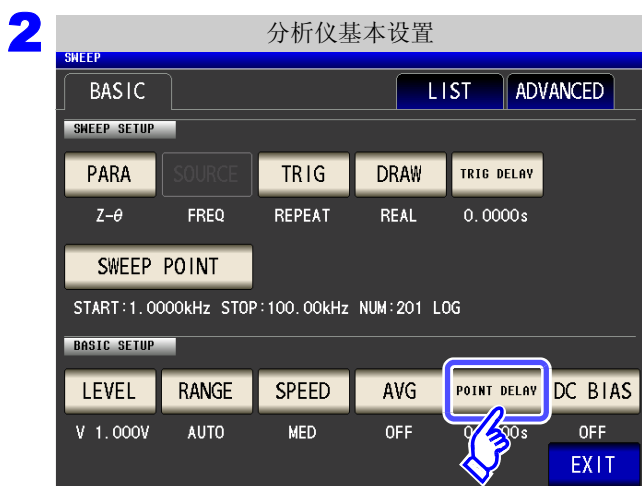 2
分析仪基本设置
SWEEP
BASIC LIST ADVANCED
SWEEP SETUP
PARA SOURCE TRIG DRAW TRIG DELAY
Z-θ FREQ REPEAT REAL 0.0000s
SWEEP POINT
START:1.0000kHz STOP:100.00kHz NUM:201 LOG
BASIC SETUP
LEVEL RANGE SPEED AVG POINT DELAY DC BIAS
V 1.000V AUTO MED OFF OFF
EXIT